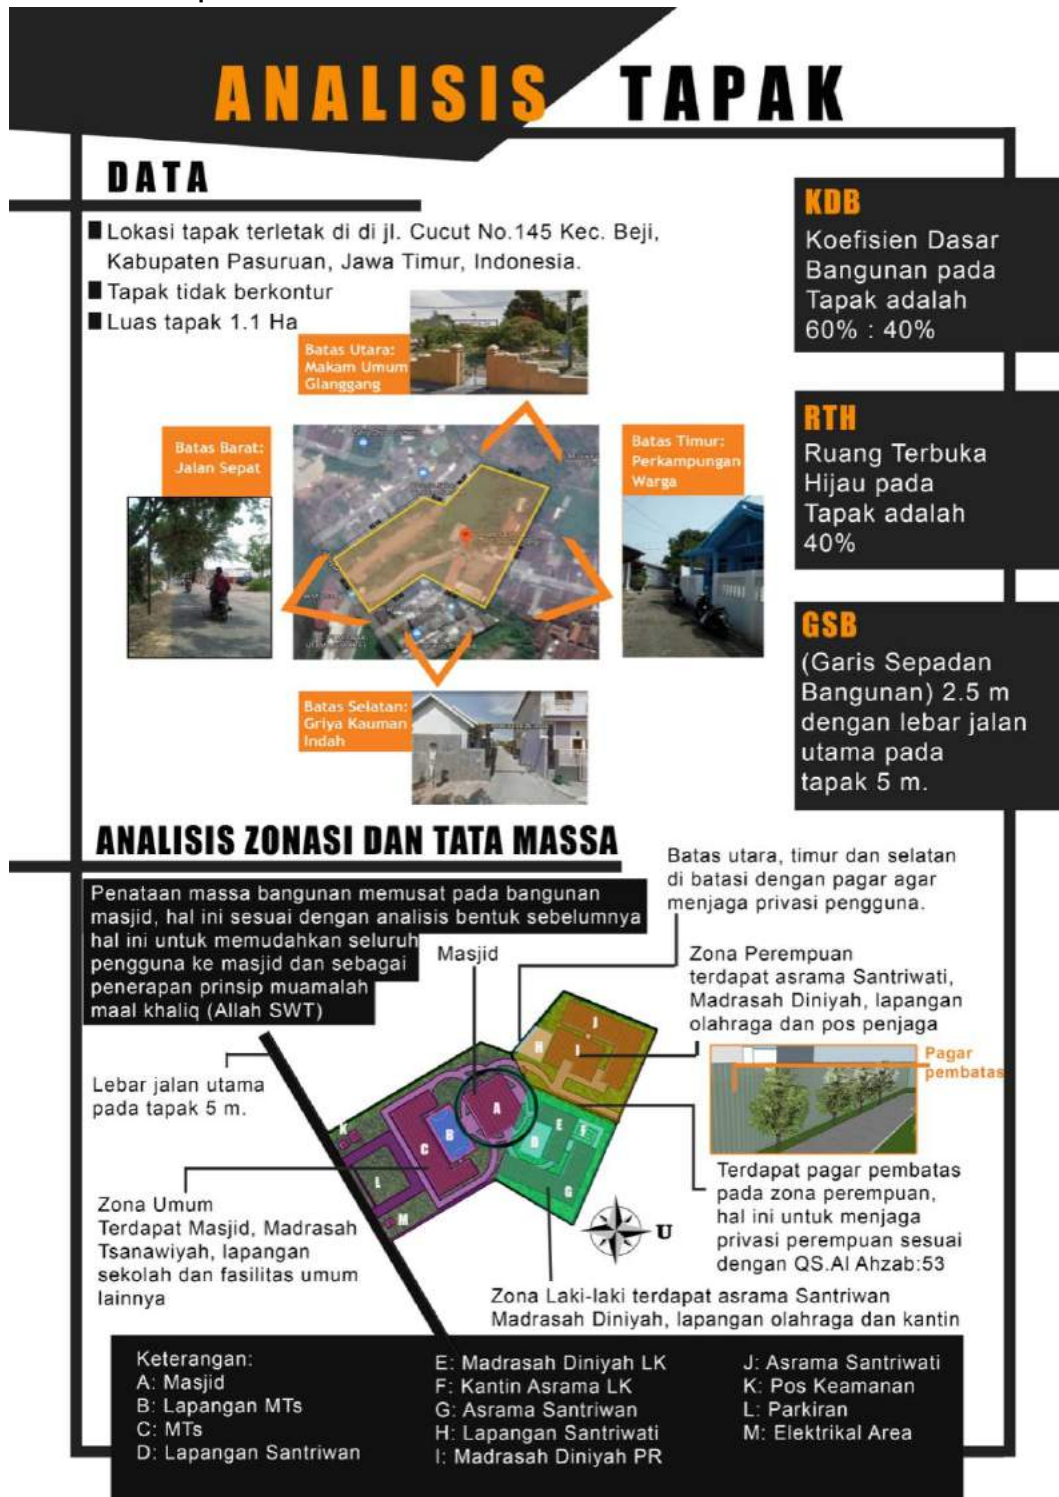 ANALISIS TAPAK
DATA
Lokasi tapak terletak di di jl. Cucut No.145 Kec. Beji,
Kabupaten Pasuruan, Jawa Timur, Indonesia.
Tapak tidak berkontur
Luas tapak 1.1 Ha
Batas Utara:
Makam Umum
Glanggang
Batas Barat:
Jalan Sepat
Batas Timur:
Perkampungan
Warga
Batas Selatan:
Griya Kauman
Indah
KDB
Koefisien Dasar
Bangunan pada
Tapak adalah
60% : 40%
RTH
Ruang Terbuka
Hijau pada
Tapak adalah
40%
GSB
(Garis Sepadan
Bangunan) 2.5 m
dengan lebar jalan
utama pada
tapak 5 m.
ANALISIS ZONASI DAN TATA MASSA
Penataan massa bangunan memusat pada bangunan
masjid, hal ini sesuai dengan analisis bentuk sebelumnya
hal ini untuk memudahkan seluruh
pengguna ke masjid dan sebagai
penerapan prinsip muamalah
maal khaliq (Allah SWT)
Batas utara, timur dan selatan
di batasi dengan pagar agar
menjaga privasi pengguna.
Masjid
Zona Perempuan
terdapat asrama Santriwati,
Madrasah Diniyah, lapangan
olahraga dan pos penjaga
Pagar
pembatas
Lebar jalan utama
pada tapak 5 m.
J
H
I
A
B
C
E
F
D
G
K
L
M
U
Terdapat pagar pembatas
pada zona perempuan,
hal ini untuk menjaga
privasi perempuan sesuai
dengan QS.Al Ahzab:53
Zona Umum
Terdapat Masjid, Madrasah
Tsanawiyah, lapangan
sekolah dan fasilitas umum
lainnya
Zona Laki-laki terdapat asrama Santriwan
Madrasah Diniyah, lapangan olahraga dan kantin
Keterangan:
A: Masjid
B: Lapangan MTs
C: MTs
D: Lapangan Santriwan
E: Madrasah Diniyah LK
F: Kantin Asrama LK
G: Asrama Santriwan
H: Lapangan Santriwati
I: Madrasah Diniyah PR
J: Asrama Santriwati
K: Pos Keamanan
L: Parkiran
M: Elektrikal Area